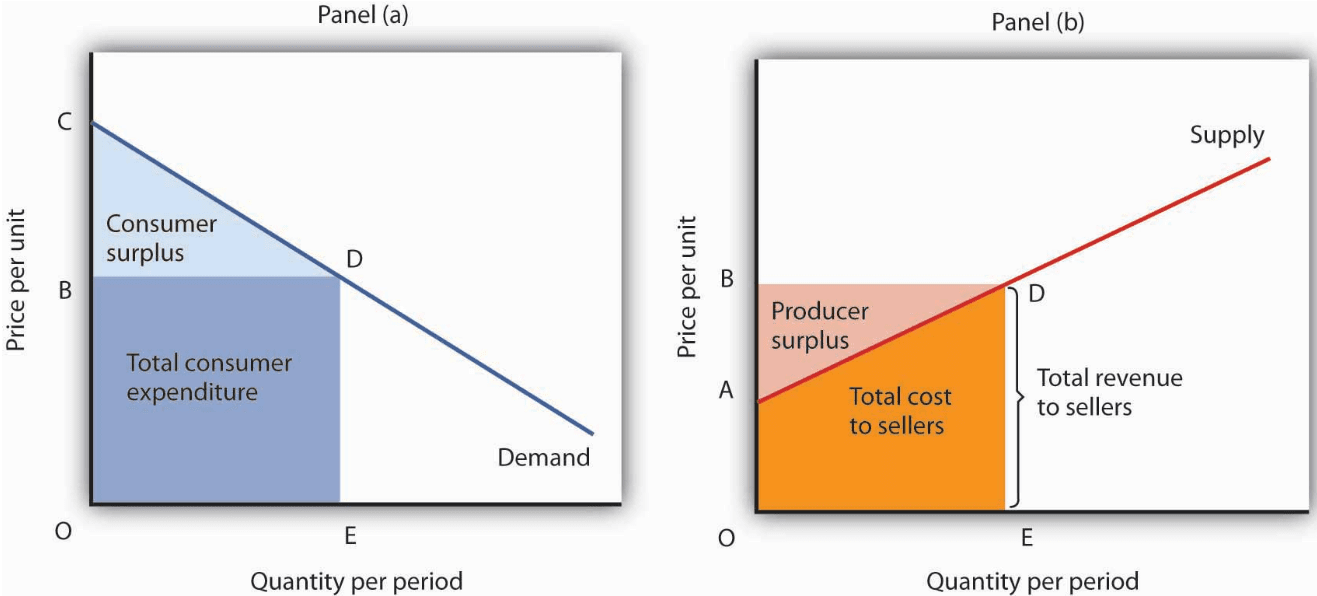 Panel (a)
C
Consumer
surplus
D
B
Price per unit
Total consumer
expenditure
Demand
O
E
Quantity per period
Panel (b)
Supply
B
D
Producer
surplus
Price per unit
A
Total cost
to sellers
Total revenue
to sellers
O
E
Quantity per period